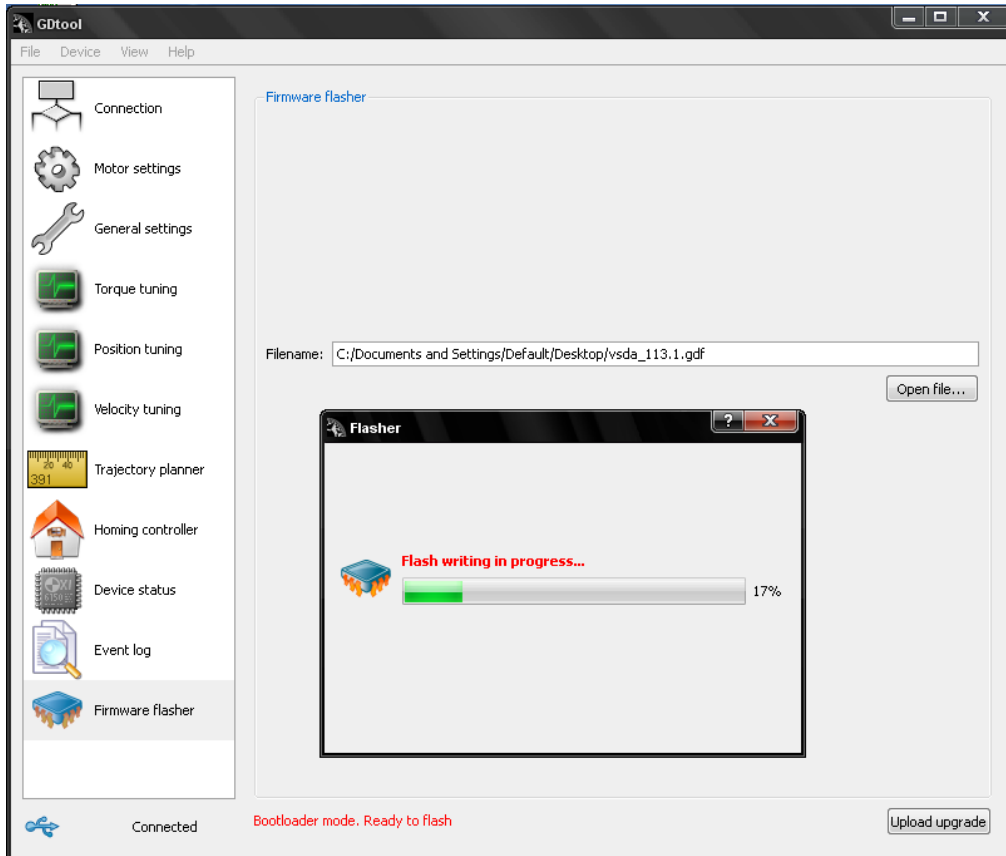 GDtool
File Device View Help
Connection
Motor settings
General settings
Torque tuning
Position tuning
Velocity tuning
20 40
391
Trajectory planner
Homing controller
XI
6150
Device status
Event log
Firmware flasher
Connected
Firmware flasher
Filename: C:/Documents and Settings/Default/Desktop/vsda_113.1.gdf
Open file...
Flasher
?
Flash writing in progress...
17%
Bootloader mode. Ready to flash
Upload upgrade